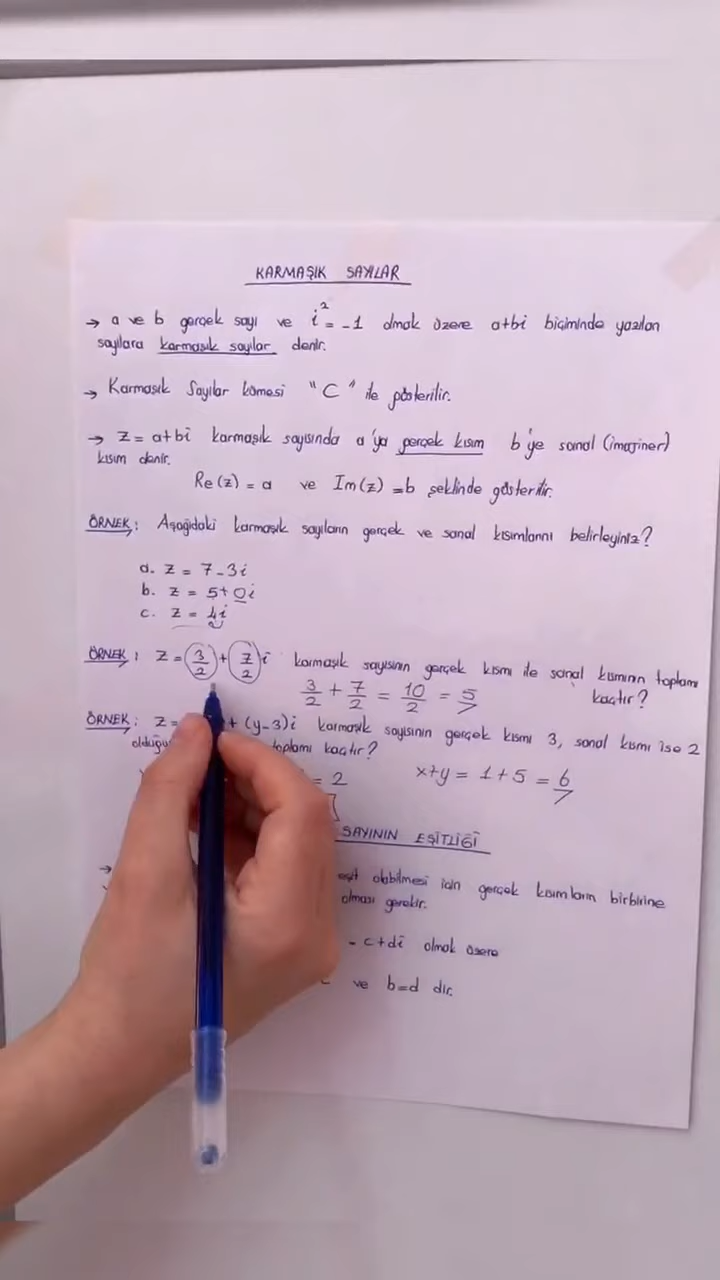 KARMAŞIK SAYILAR
→ a ve b gerçek sayı ve i² = -1 olmak üzere a+bi biçiminde yazılan
sayılara karmaşık sayılar denir.
→ Karmaşık Sayılar kümesi "C" ile gösterilir.
→ z = a+bi karmaşık sayısında a'ya gerçek kısım b'ye sanal (imajiner)
kısım denir.
Re(z) = a ve Im(z) = b şeklinde gösterilir.
ÖRNEK: Aşağıdaki karmaşık sayıların gerçek ve sanal kısımlarını belirleyiniz?
a. z = 7-3i
b. z = 5+0i
c. z = 4i
ÖRNEK: z = 3/2 + 7/2 i karmaşık sayısının gerçek kısmı ile sanal kısmının toplamı
kaçtır?
3/2 + 7/2 = 10/2 = 5
ÖRNEK: z = + (y-3)i karmaşık sayısının gerçek kısmı 3, sanal kısmı ise 2
toplamı kaçtır?
= 2 x+y = 1+5 = 6
SAYININ EŞİTLİĞİ
→ eşit olabilmesi için gerçek kısımların birbirine
olması gerekir.
c+di olmak üzere
ve b=d dir.